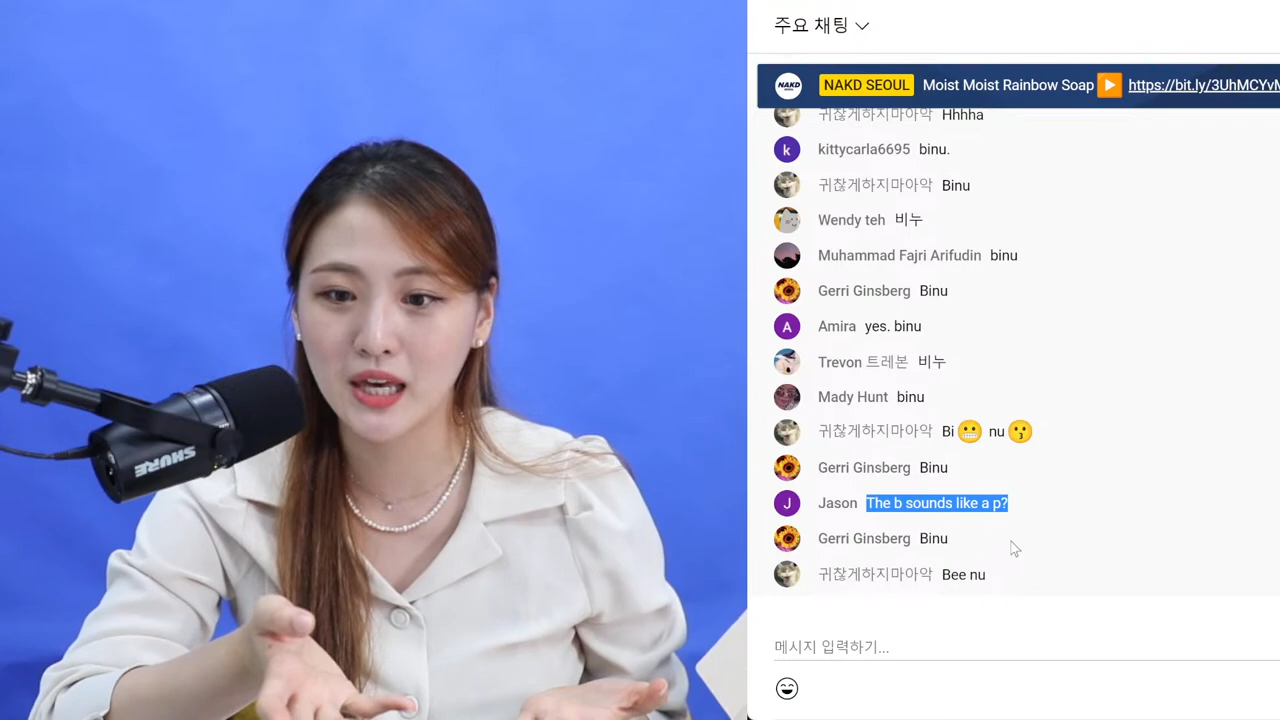 주요 채팅
NAKD SEOUL NAKD SEOUL Moist Moist Rainbow Soap ▶️ https://bit.ly/3UhMCYvM
귀찮게하지마아악 Hhhha
k kittycarla6695 binu.
귀찮게하지마아악 Binu
Wendy teh 비누
Muhammad Fajri Arifudin binu
Gerri Ginsberg Binu
A Amira yes. binu
Trevon 트레본 비누
Mady Hunt binu
귀찮게하지마아악 Bi😬 nu😗
Gerri Ginsberg Binu
J Jason The b sounds like a p?
Gerri Ginsberg Binu
귀찮게하지마아악 Bee nu
메시지 입력하기...
SHURE